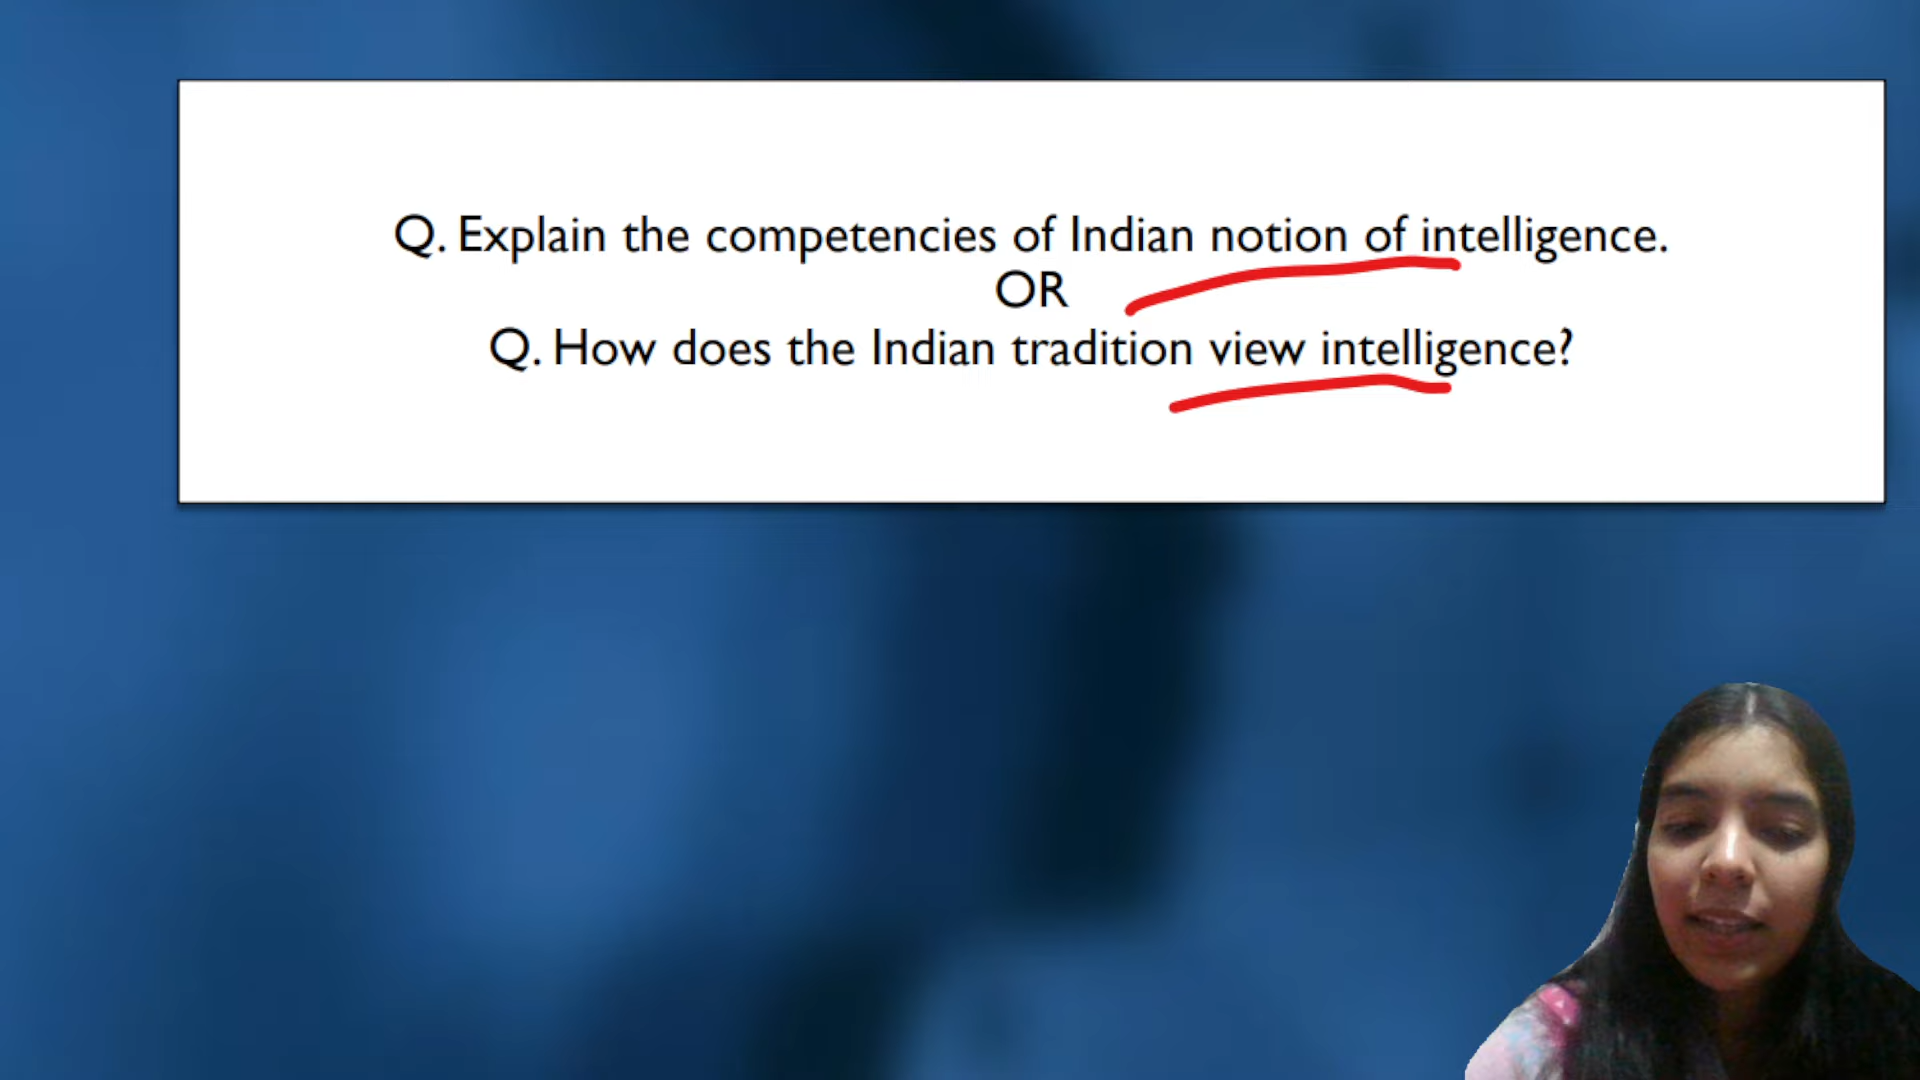 Q. Explain the competencies of Indian notion of intelligence.
OR
Q. How does the Indian tradition view intelligence?